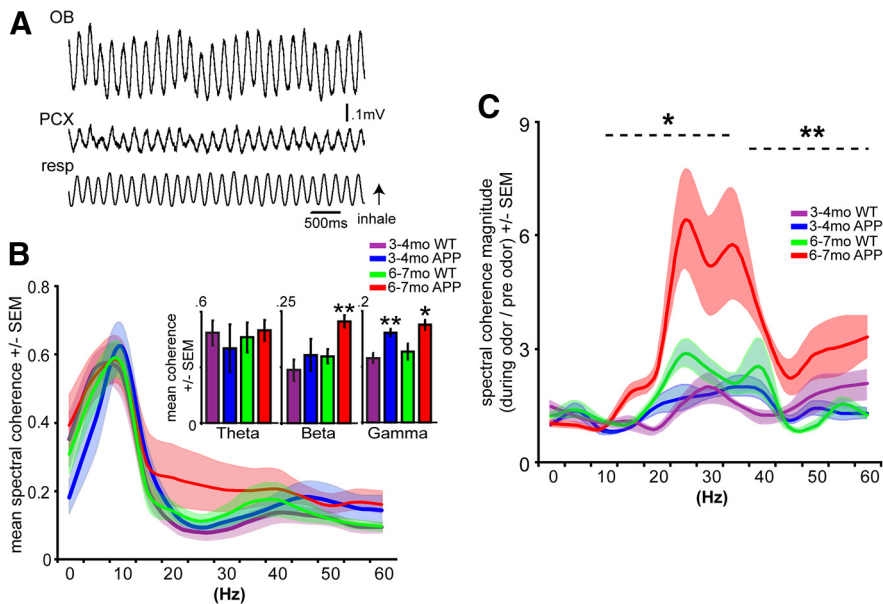 A
OB
.1mV
PCX
resp
500ms
inhale
B
3-4mo WT
3-4mo APP
6-7mo WT
6-7mo APP
mean spectral coherence +/- SEM
0.8
0.6
0.4
0.2
0
0 10 20 30 40 50 60
(Hz)
mean coherence
+/- SEM
.6
0
.25
.2
**
**
*
Theta Beta Gamma
C
spectral coherence magnitude
(during odor / pre odor) +/- SEM
9
6
3
0
*
**
3-4mo WT
3-4mo APP
6-7mo WT
6-7mo APP
0 10 20 30 40 50 60
(Hz)